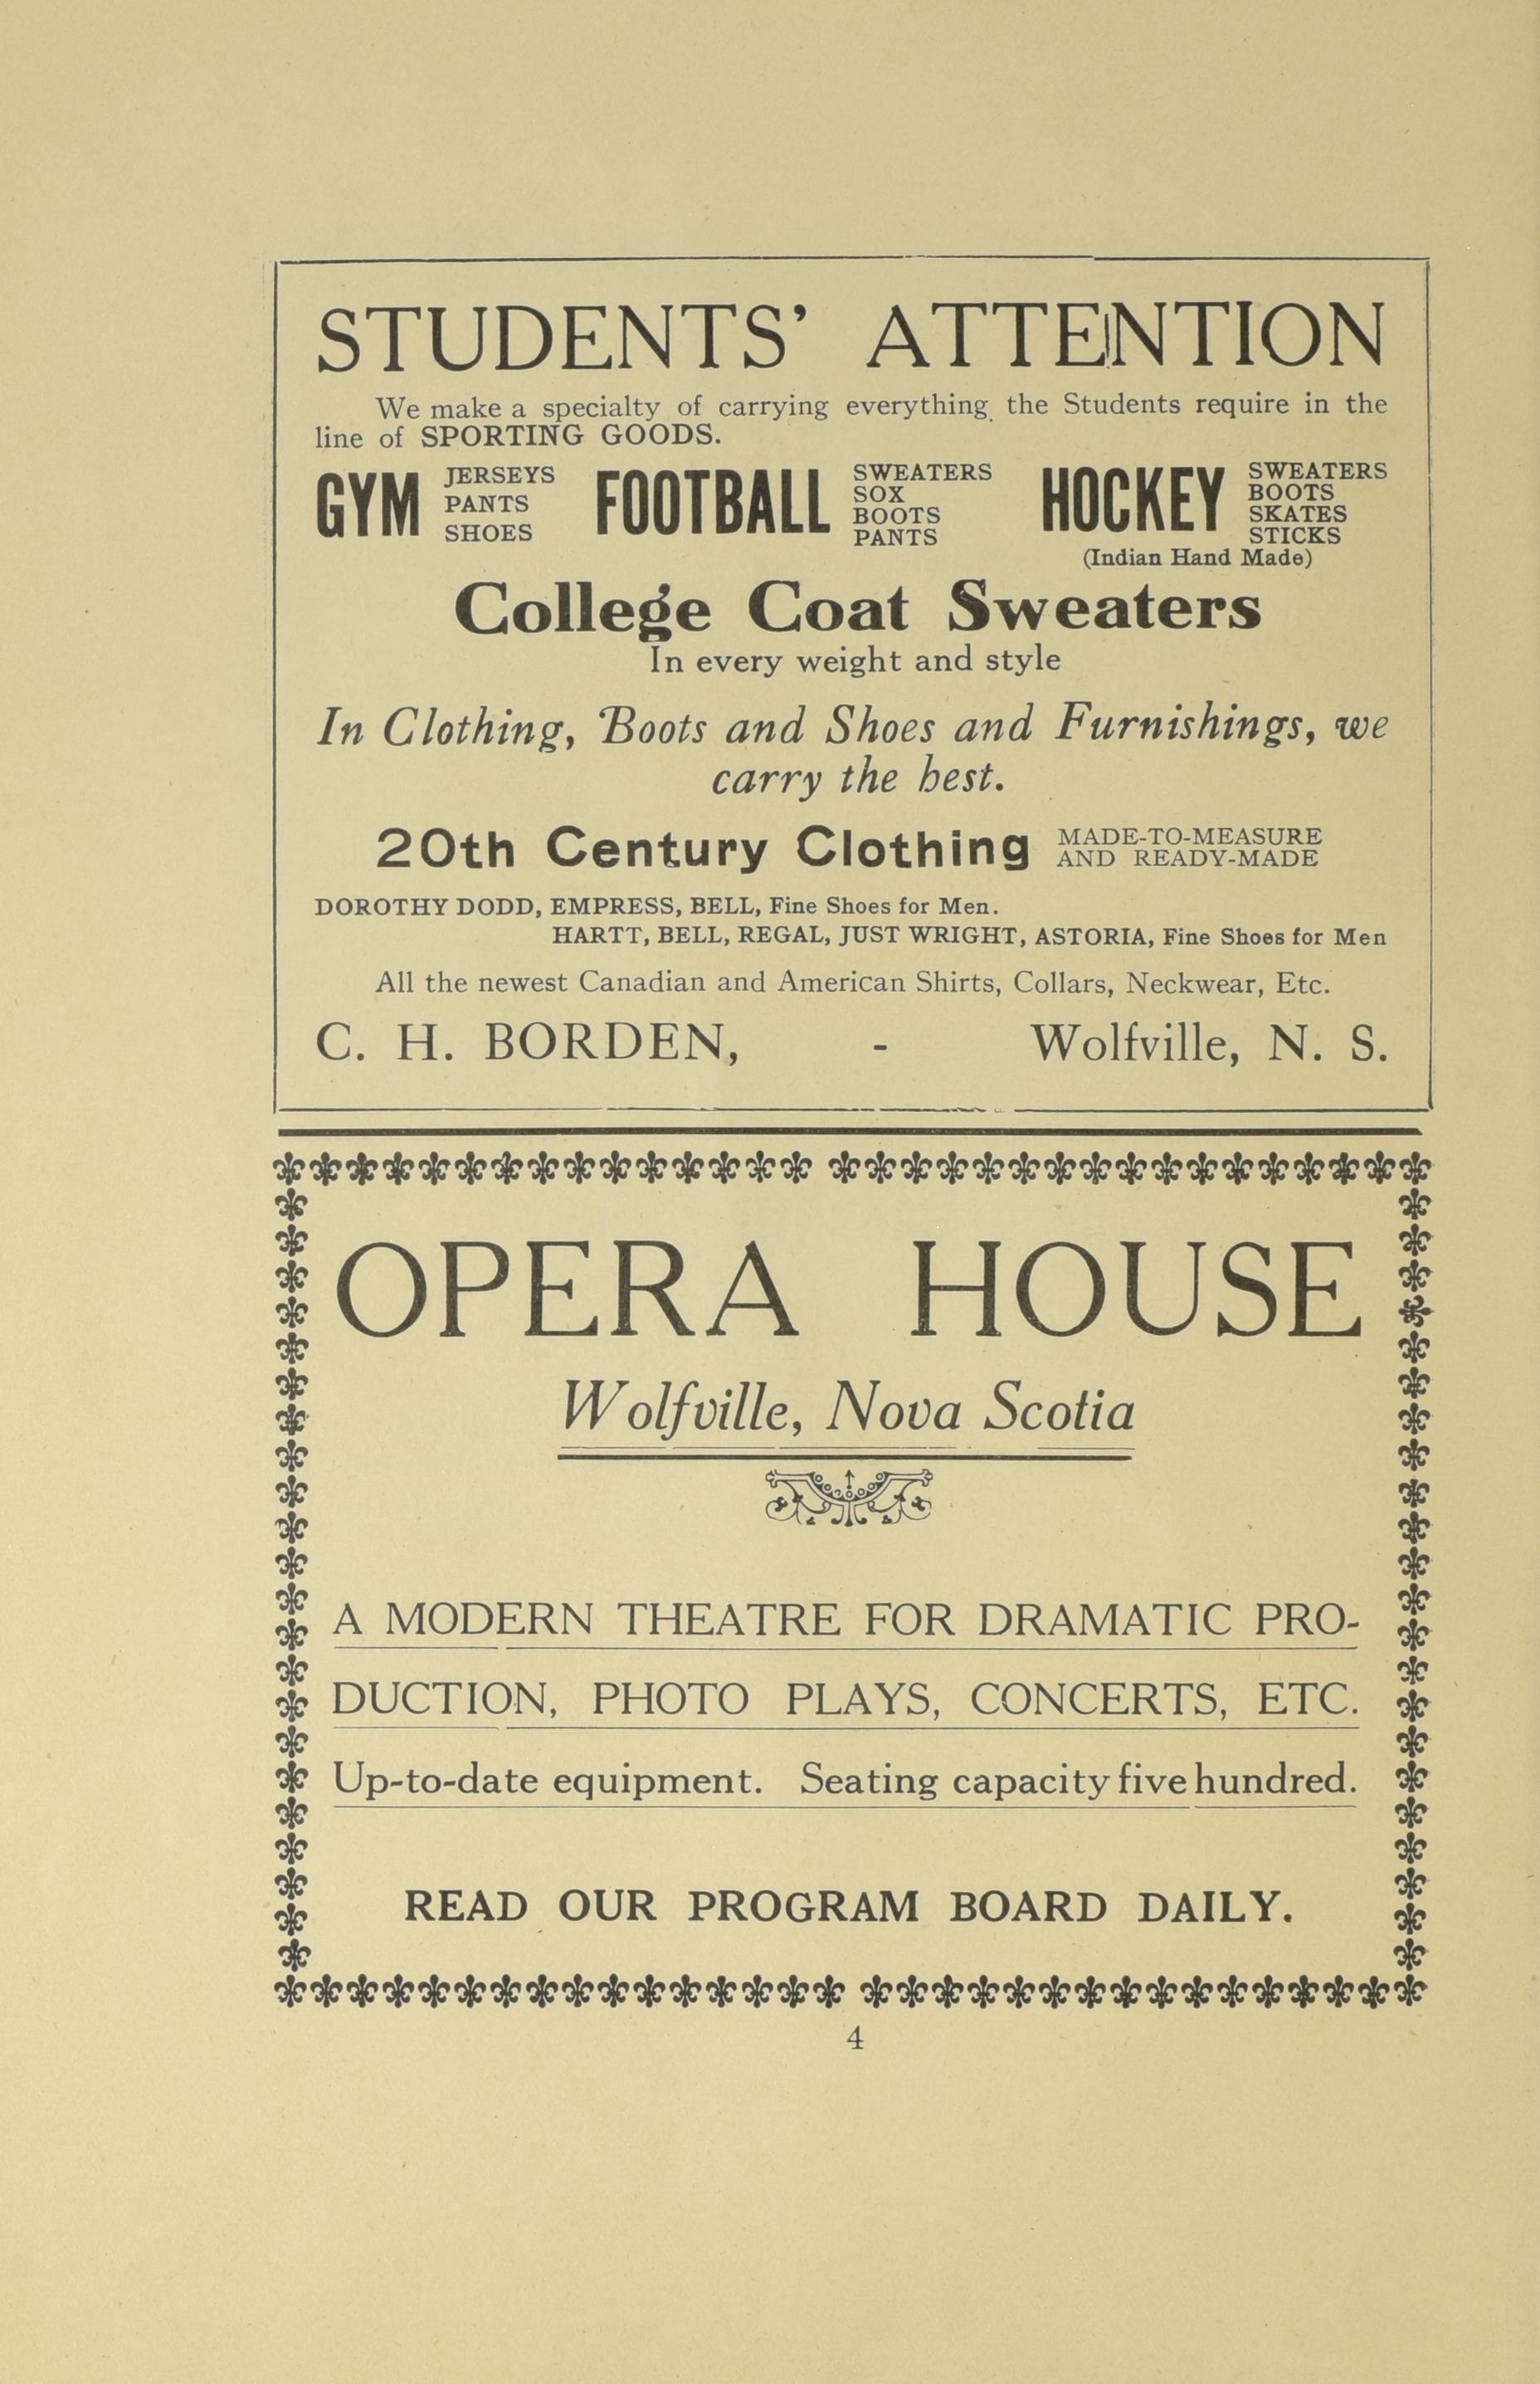 STUDENTS' ATTENTION
We make a specialty of carrying everything the Students require in the
line of SPORTING GOODS.
GYM
JERSEYS
PANTS
SHOES
FOOTBALL
SWEATERS
SOX
BOOTS
PANTS
HOCKEY
SWEATERS
BOOTS
SKATES
STICKS
(Indian Hand Made)
College Coat Sweaters
In every weight and style
In Clothing, Boots and Shoes and Furnishings, we
carry the best.
20th Century Clothing
MADE-TO-MEASURE
AND READY-MADE
DOROTHY DODD, EMPRESS, BELL, Fine Shoes for Men.
HARTT, BELL, REGAL, JUST WRIGHT, ASTORIA, Fine Shoes for Men
All the newest Canadian and American Shirts, Collars, Neckwear, Etc.
C. H. BORDEN, - Wolfville, N. S.
OPERA HOUSE
Wolfville, Nova Scotia
A MODERN THEATRE FOR DRAMATIC PRO-
DUCTION, PHOTO PLAYS, CONCERTS, ETC.
Up-to-date equipment. Seating capacity five hundred.
READ OUR PROGRAM BOARD DAILY.
4